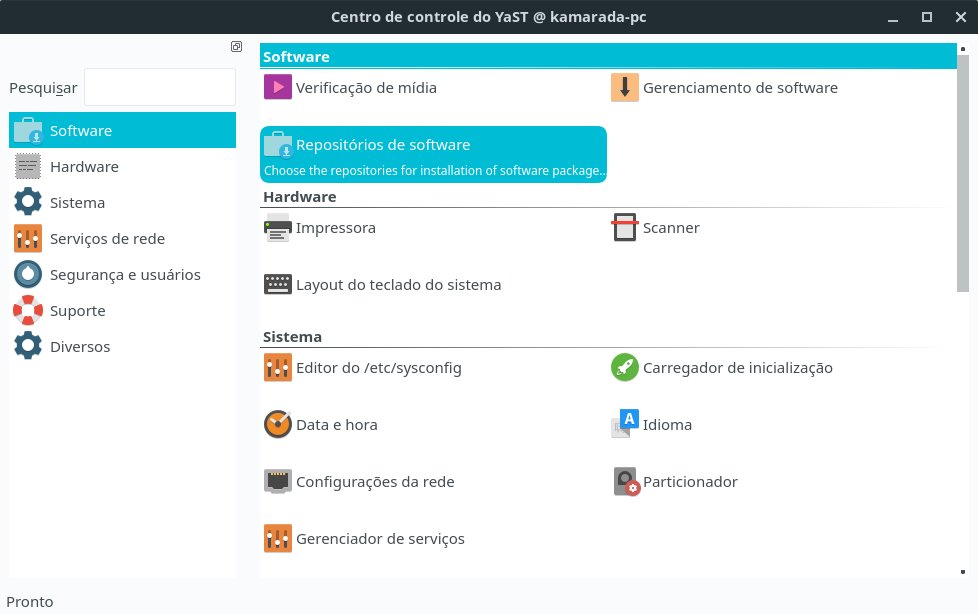 Centro de controle do YaST @ kamarada-pc
Pesquisar
Software
Hardware
Sistema
Serviços de rede
Segurança e usuários
Suporte
Diversos
Software
Verificação de mídia
Gerenciamento de software
Repositórios de software
Choose the repositories for installation of software package...
Hardware
Impressora
Scanner
Layout do teclado do sistema
Sistema
Editor do /etc/sysconfig
Carregador de inicialização
Data e hora
A
Idioma
Configurações da rede
Particionador
Gerenciador de serviços
Pronto